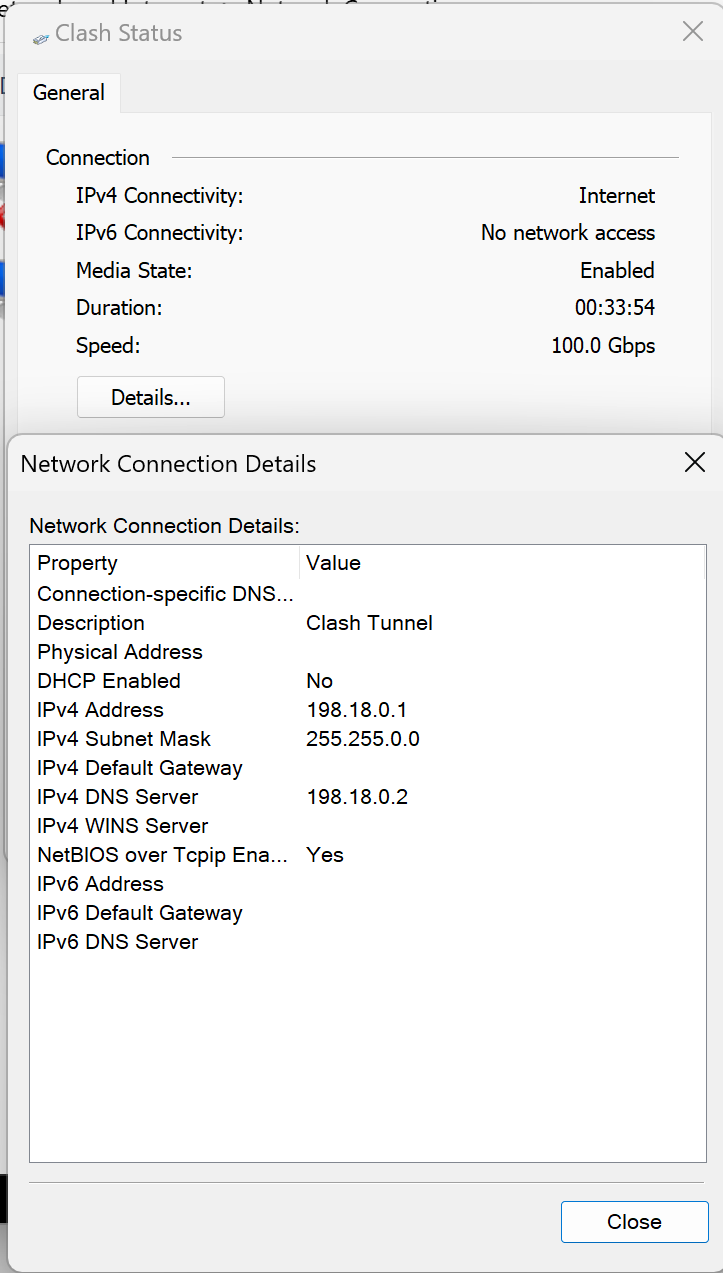 Clash Status
General
Connection
IPv4 Connectivity: Internet
IPv6 Connectivity: No network access
Media State: Enabled
Duration: 00:33:54
Speed: 100.0 Gbps
Details...
Network Connection Details
Network Connection Details:
Property Value
Connection-specific DNS...
Description Clash Tunnel
Physical Address
DHCP Enabled No
IPv4 Address 198.18.0.1
IPv4 Subnet Mask 255.255.0.0
IPv4 Default Gateway
IPv4 DNS Server 198.18.0.2
IPv4 WINS Server
NetBIOS over Tcpip Ena... Yes
IPv6 Address
IPv6 Default Gateway
IPv6 DNS Server
Close